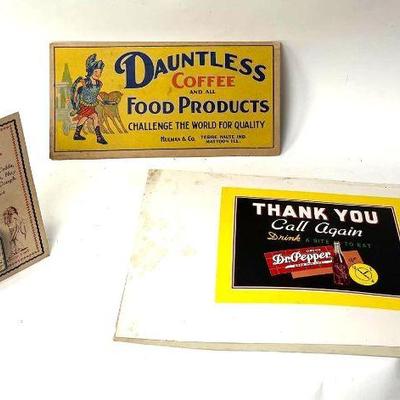 DAUNTLESS
COFFEE
AND ALL
FOOD PRODUCTS
CHALLENGE THE WORLD FOR QUALITY
HULMAN & CO. TERRE HAUTE IND.
MATTOON ILL.
THANK YOU
Call Again
Drink A BITE TO EAT
Dr.Pepper